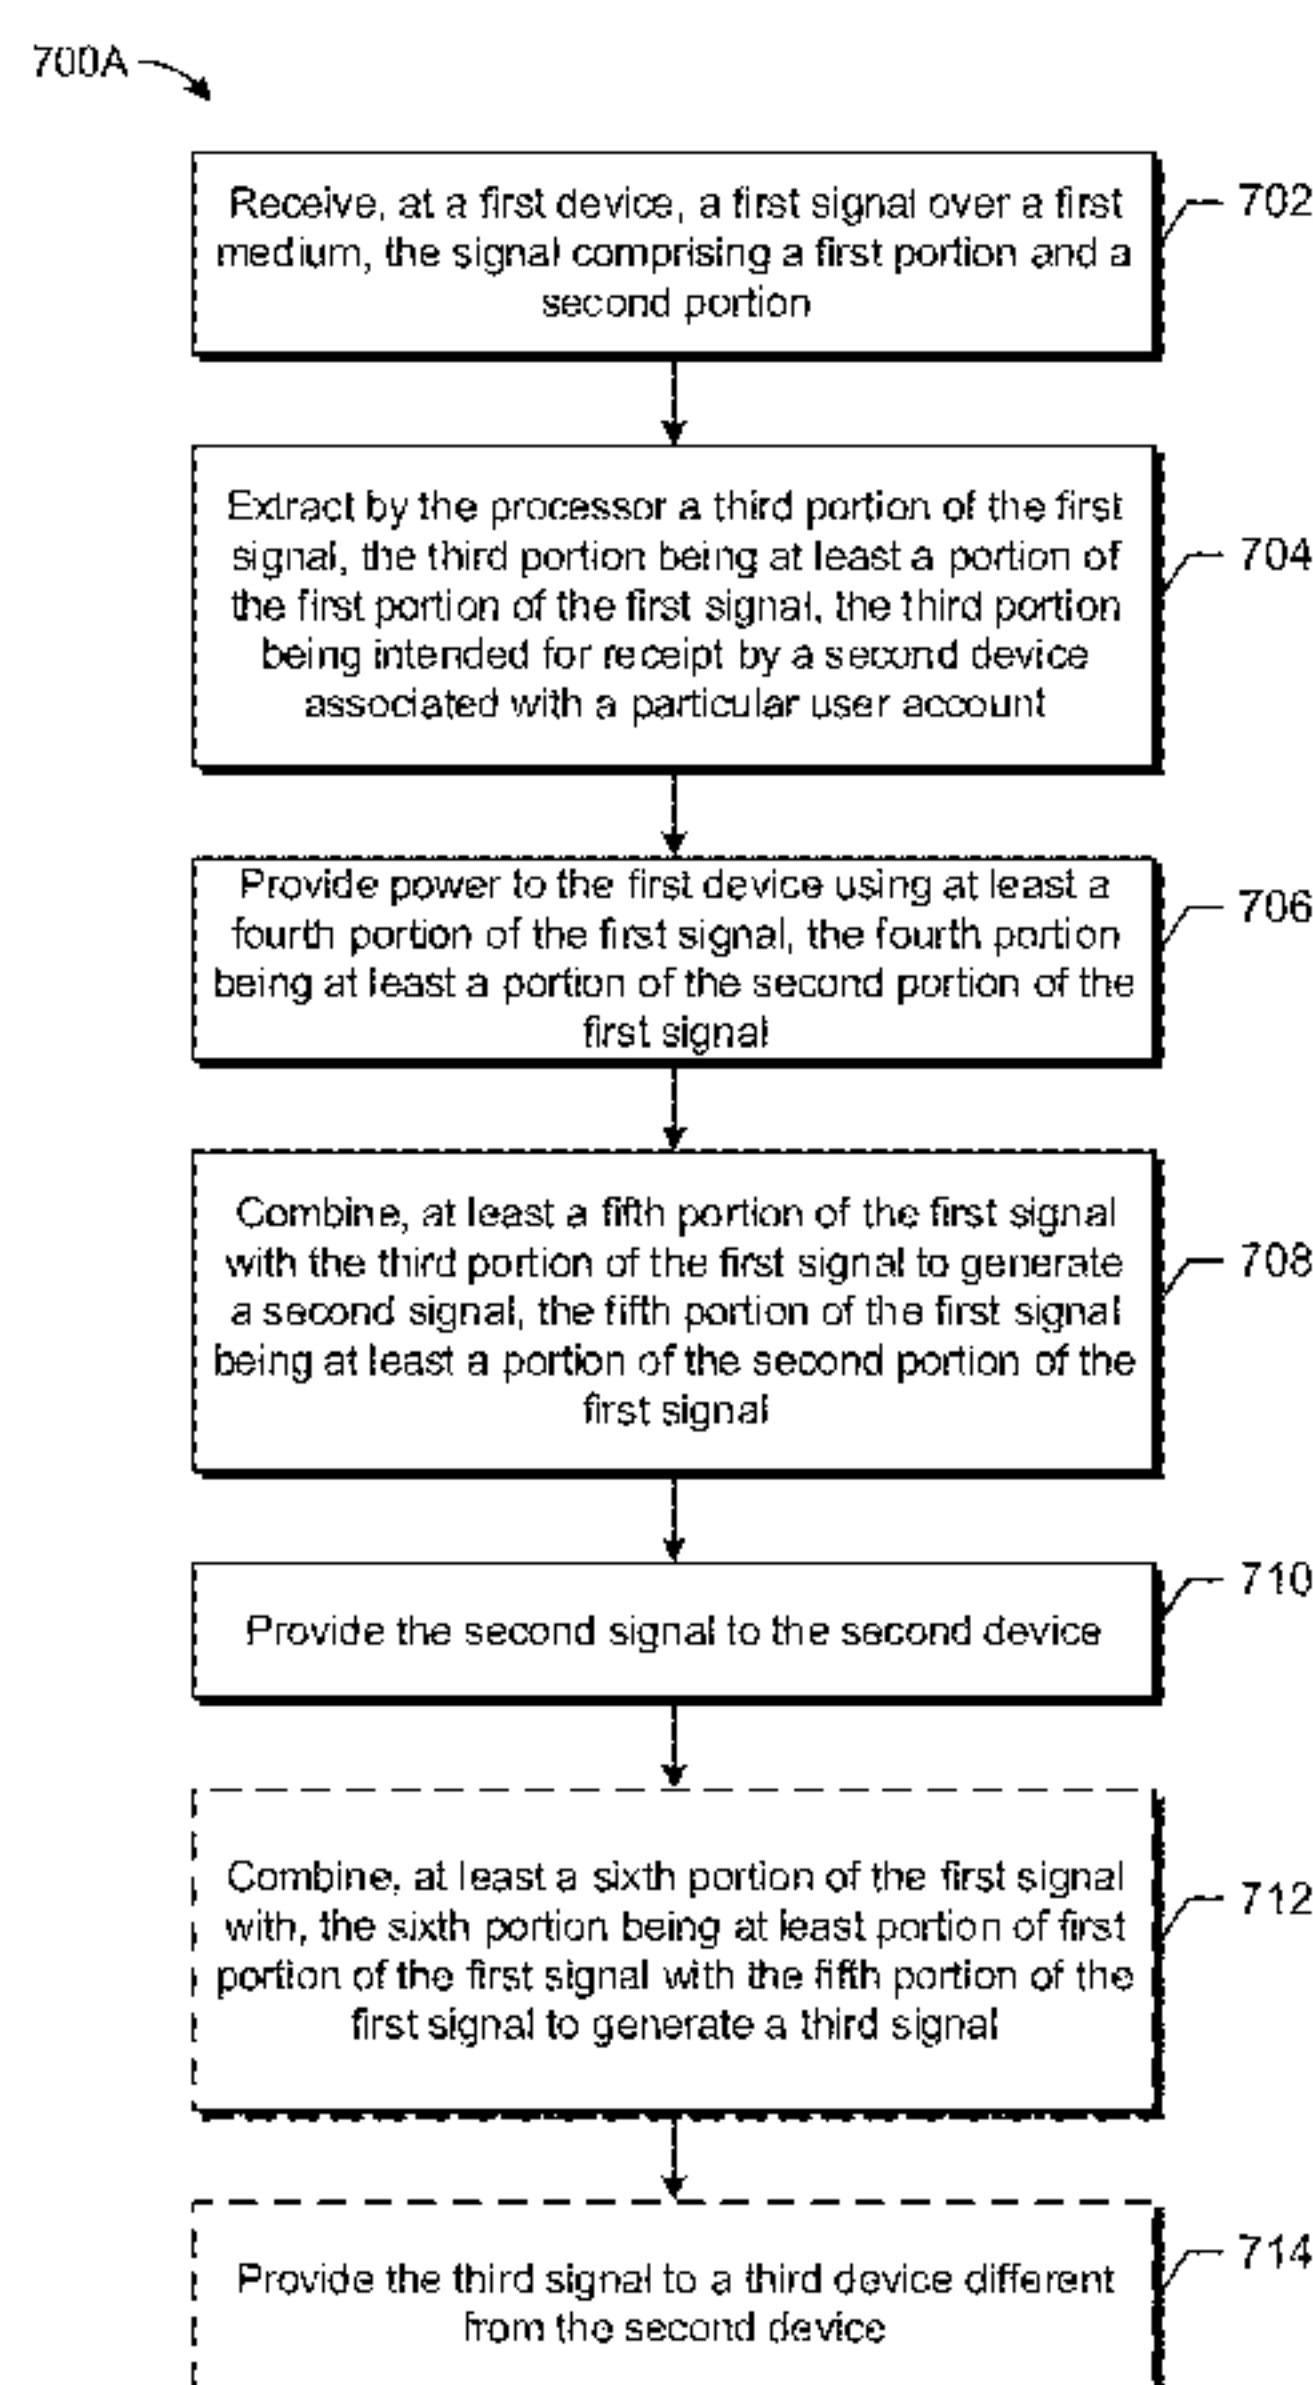 700A
Receive, at a first device, a first signal over a first
medium, the signal comprising a first portion and a
second portion
702
Extract by the processor a third portion of the first
signal, the third portion being at least a portion of
the first portion of the first signal, the third portion
being intended for receipt by a second device
associated with a particular user account
704
Provide power to the first device using at least a
fourth portion of the first signal, the fourth portion
being at least a portion of the second portion of the
first signal
706
Combine, at least a fifth portion of the first signal
with the third portion of the first signal to generate
a second signal, the fifth portion of the first signal
being at least a portion of the second portion of the
first signal
708
Provide the second signal to the second device
710
Combine, at least a sixth portion of the first signal
with, the sixth portion being at least portion of first
portion of the first signal with the fifth portion of the
first signal to generate a third signal
712
Provide the third signal to a third device different
from the second device
714